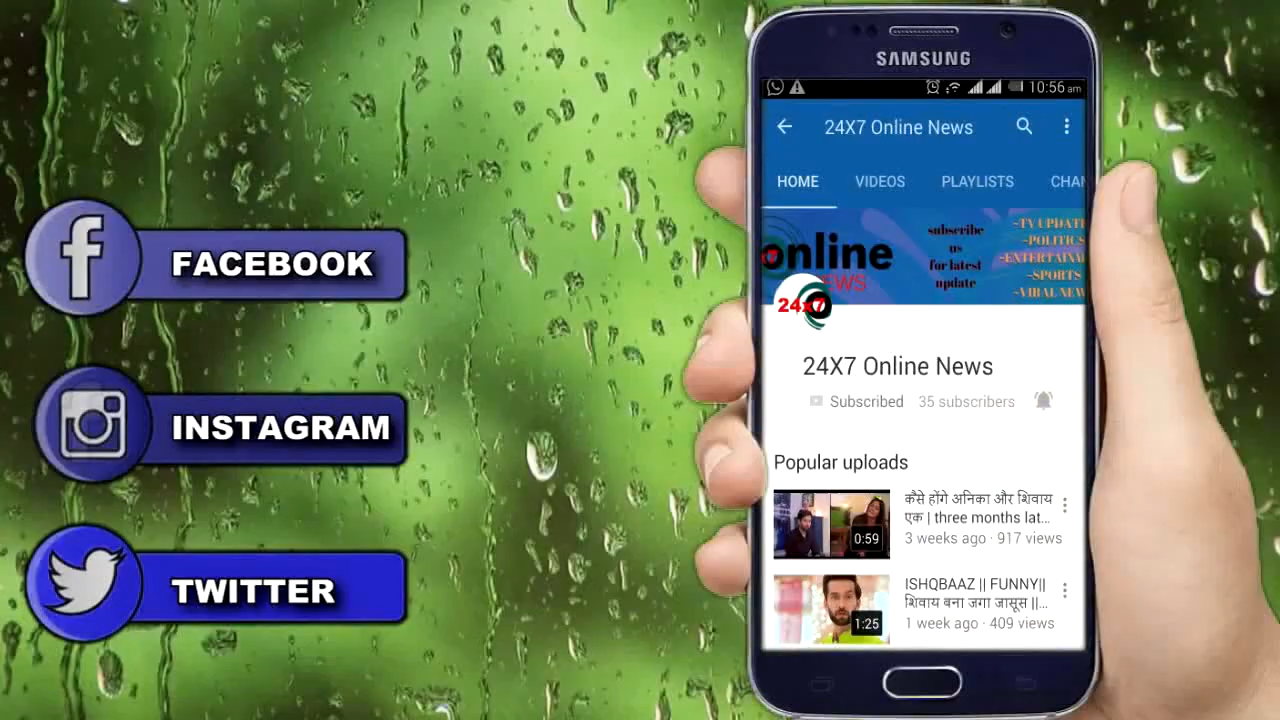 FACEBOOK
INSTAGRAM
TWITTER
SAMSUNG
10:56 am
24X7 Online News
HOME VIDEOS PLAYLISTS CHAN
online
EWS
24x7
subscribe
us
for latest
update
~TV UPDATE
~POLITICS
~ENTERTAINM
~SPORTS
~VIRAL NEW
24X7 Online News
Subscribed 35 subscribers
Popular uploads
कैसे होंगे अनिका और शिवाय
एक | three months lat...
3 weeks ago · 917 views
0:59
ISHQBAAZ || FUNNY||
शिवाय बना जगा जासूस ||...
1 week ago · 409 views
1:25